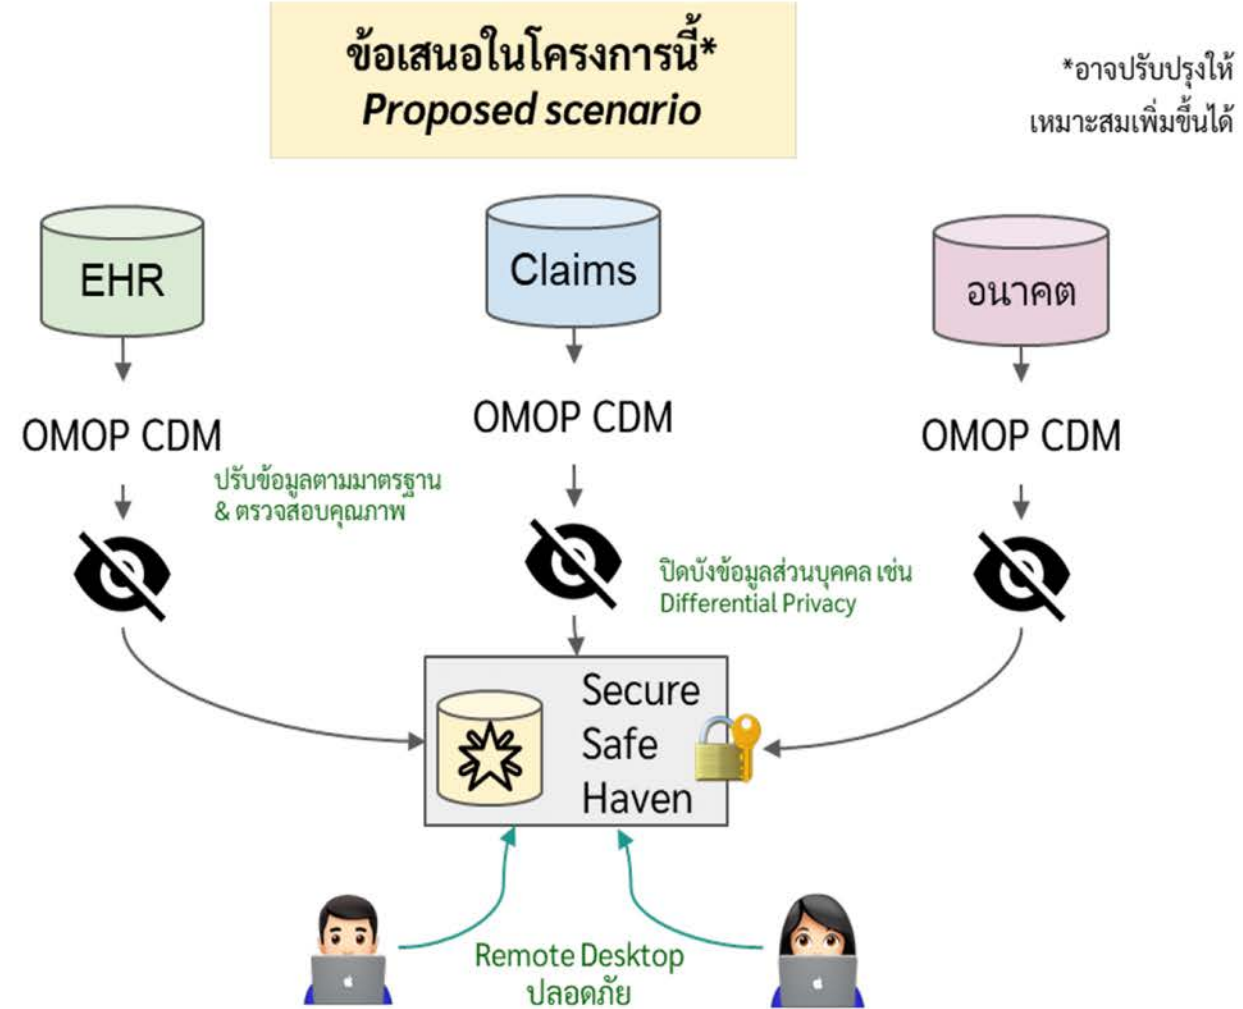 ข้อเสนอในโครงการนี้*
Proposed scenario
*อาจปรับปรุงให้
เหมาะสมเพิ่มขึ้นได้
EHR
Claims
อนาคต
OMOP CDM
OMOP CDM
OMOP CDM
ปรับข้อมูลตามมาตรฐาน
& ตรวจสอบคุณภาพ
ปิดบังข้อมูลส่วนบุคคล เช่น
Differential Privacy
Secure
Safe
Haven
Remote Desktop
ปลอดภัย